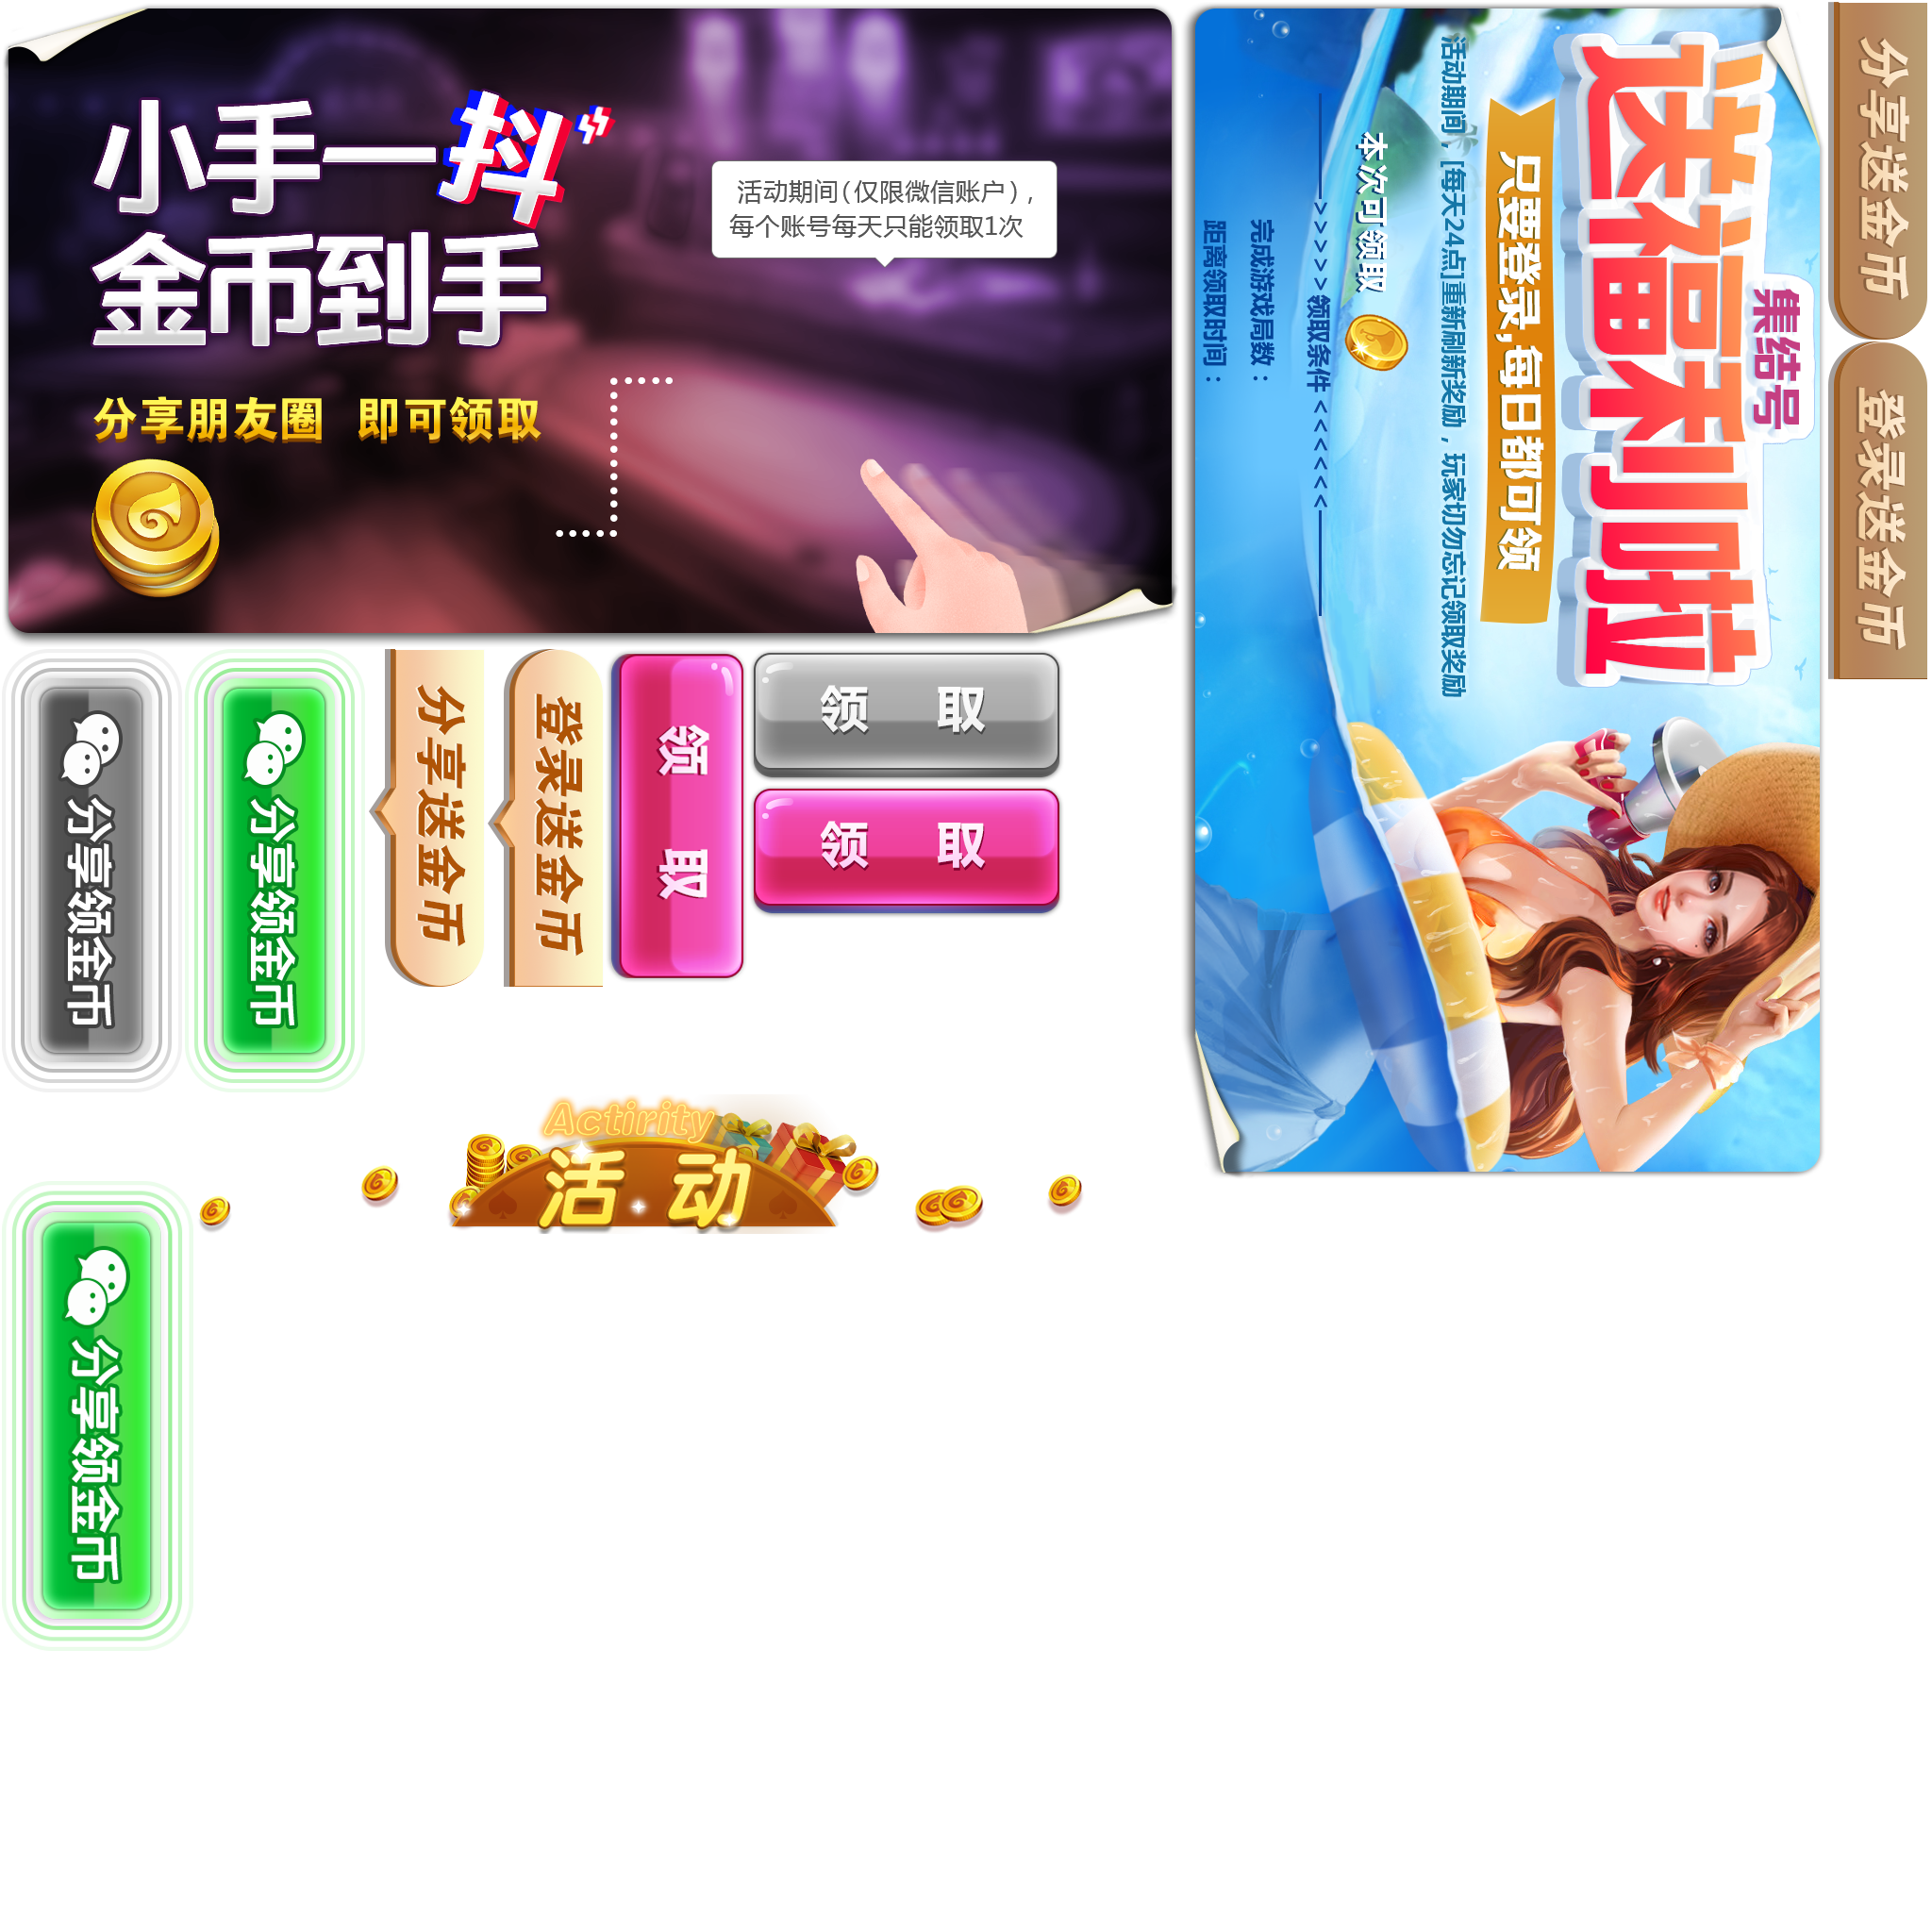 小手一抖
金币到手
分享朋友圈 即可领取
活动期间(仅限微信账户),
每个账号每天只能领取1次
集结号
送福利啦
只要登录,每日都可领
活动期间,[每天24点]重新刷新奖励,玩家切勿忘记领取奖励
本次可领取
>>>>>>领取条件<<<<<<
完成游戏局数:
距离领取时间:
分享送金币
登录送金币
分享领金币
分享领金币
分享送金币
登录送金币
领 取
领 取
领 取
Actirity
活 动
分享领金币